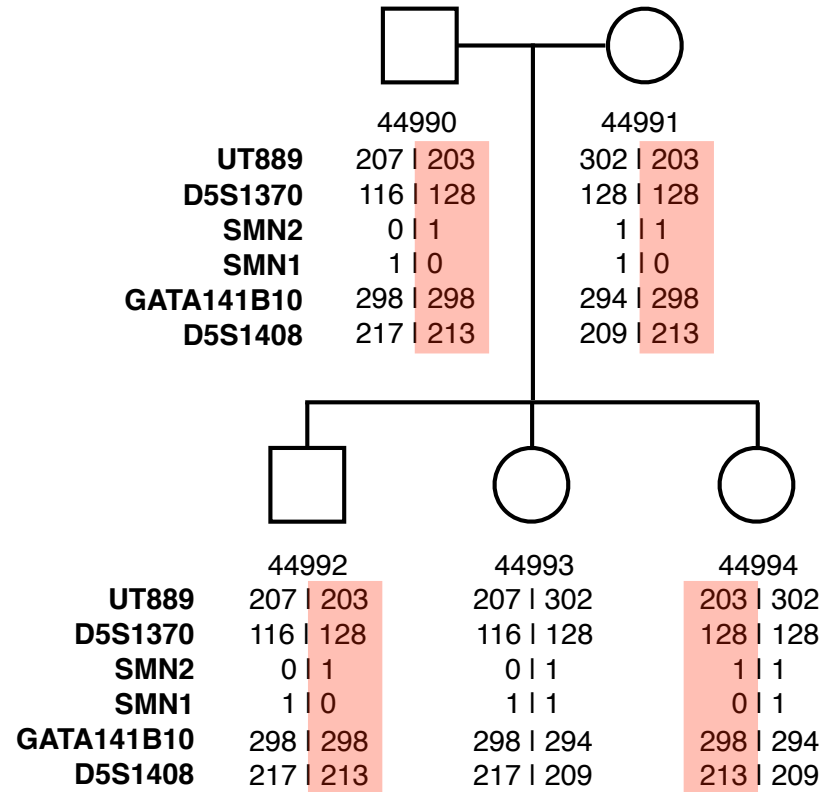 44990 44991
UT889 207 | 203 302 | 203
D5S1370 116 | 128 128 | 128
SMN2 0 | 1 1 | 1
SMN1 1 | 0 1 | 0
GATA141B10 298 | 298 294 | 298
D5S1408 217 | 213 209 | 213
44992 44993 44994
UT889 207 | 203 207 | 302 203 | 302
D5S1370 116 | 128 116 | 128 128 | 128
SMN2 0 | 1 0 | 1 1 | 1
SMN1 1 | 0 1 | 1 0 | 1
GATA141B10 298 | 298 298 | 294 298 | 294
D5S1408 217 | 213 217 | 209 213 | 209